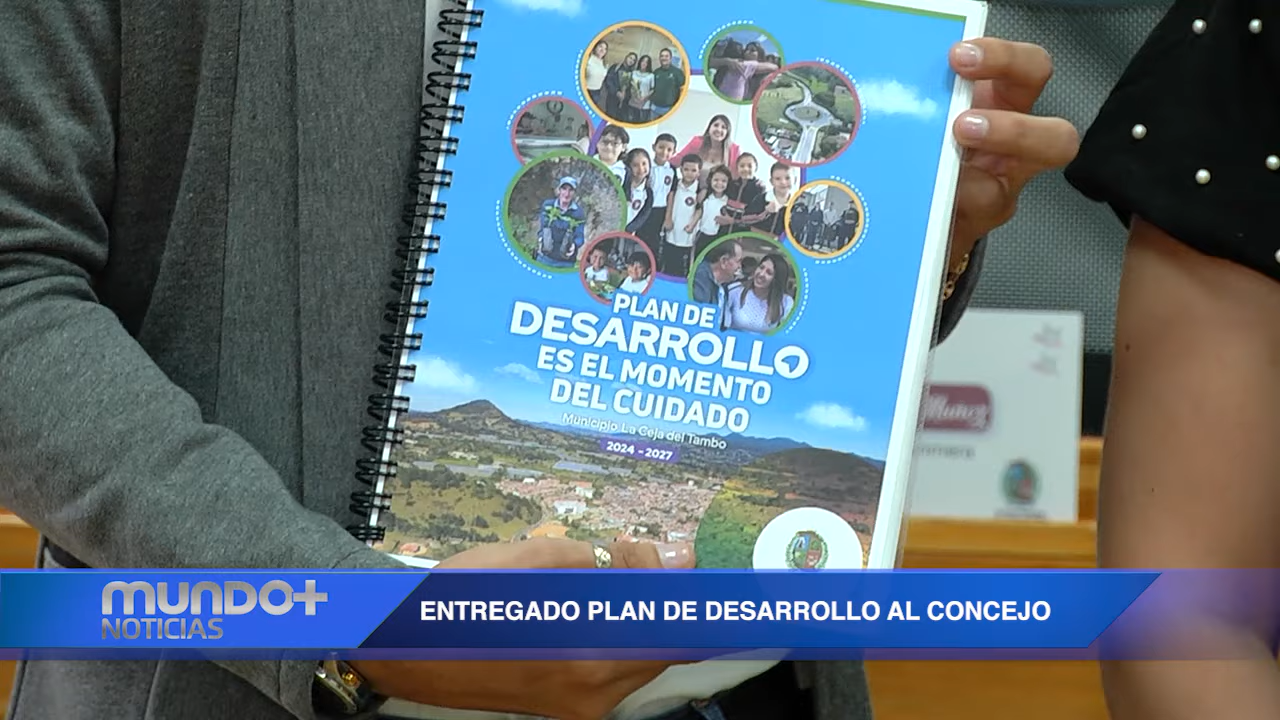 PLAN DE
DESARROLLO
ES EL MOMENTO
DEL CUIDADO
Municipio La Ceja del Tambo
2024 - 2027
Muñoz
MUNDO+
NOTICIAS
ENTREGADO PLAN DE DESARROLLO AL CONCEJO